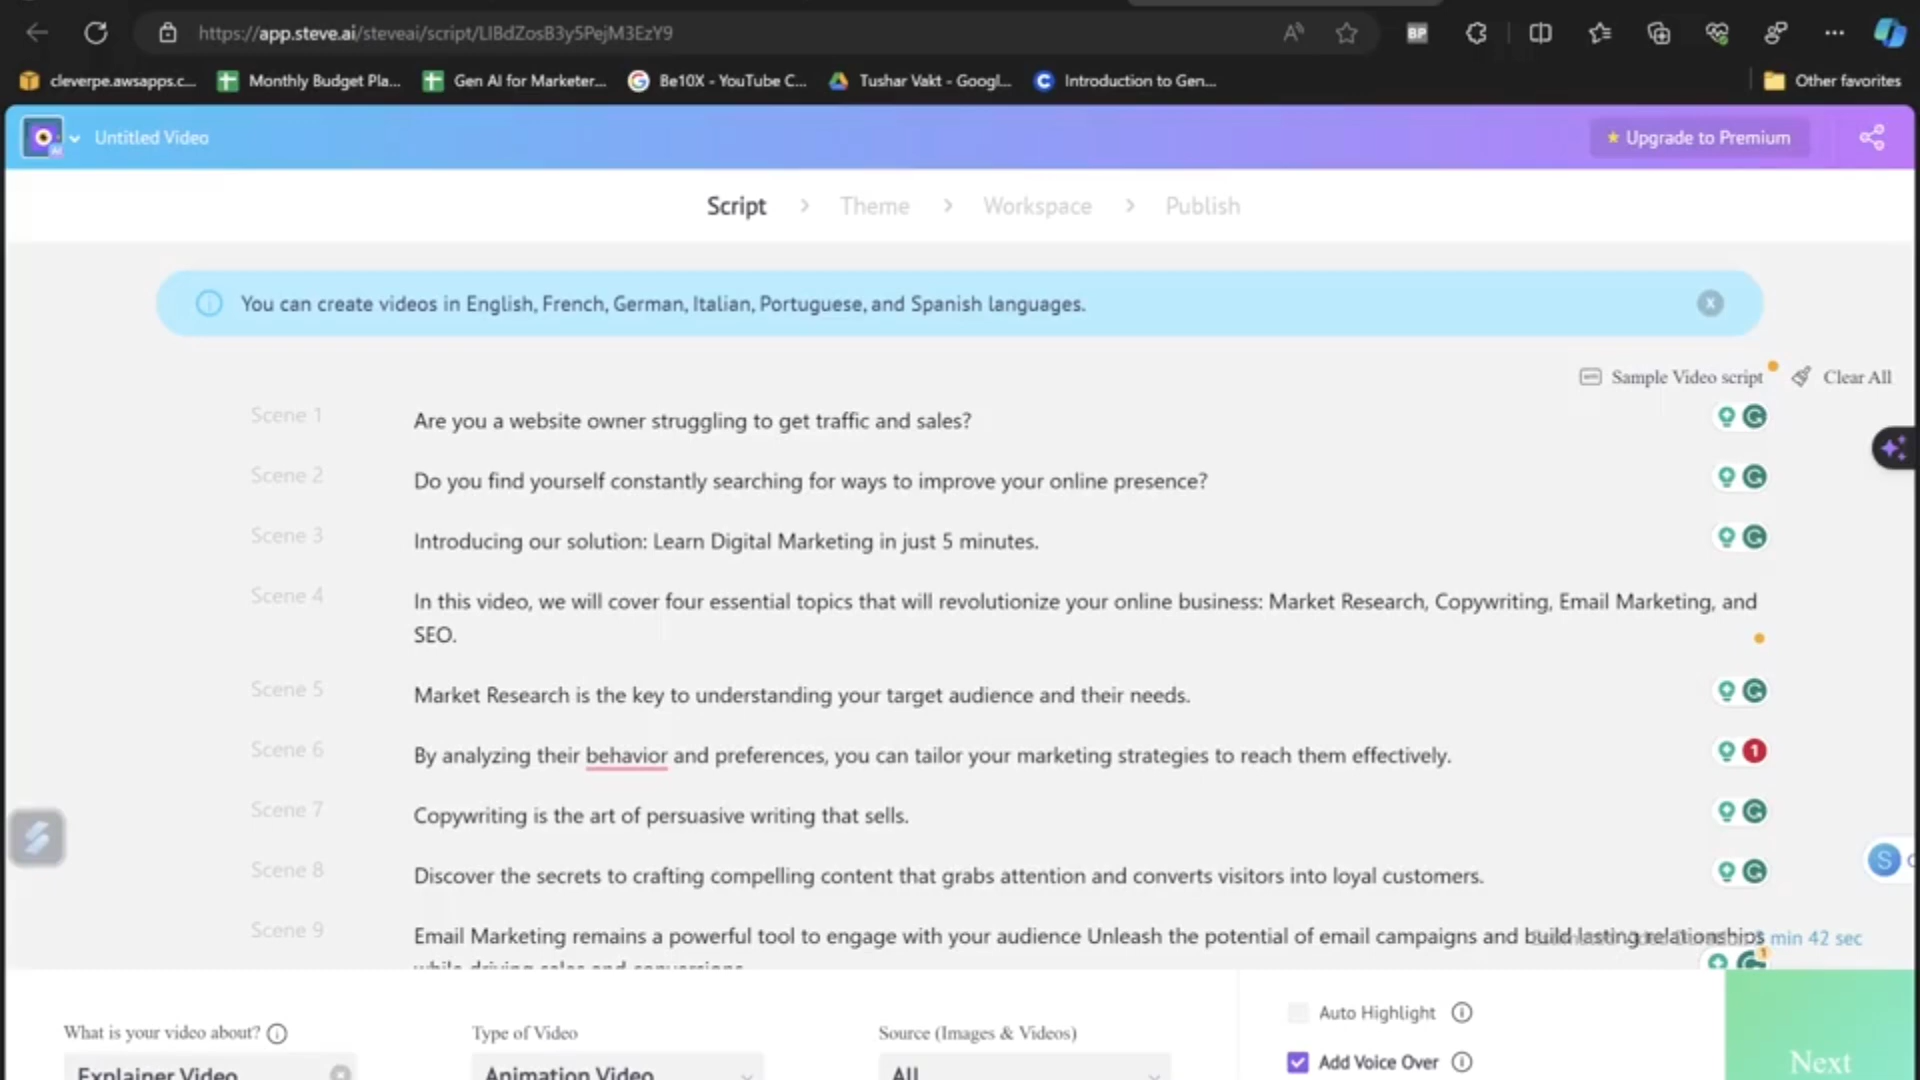 https://app.steve.ai/steveai/script/LIBdZosB3y5PejM3EzY9
BP
cleverpe.awsapps.c...
Monthly Budget Pla...
Gen AI for Marketer...
Be10X - YouTube C...
Tushar Vakt - Googl...
Introduction to Gen...
Other favorites
Untitled Video
Upgrade to Premium
Script > Theme > Workspace > Publish
You can create videos in English, French, German, Italian, Portuguese, and Spanish languages.
X
Sample Video script
Clear All
Scene 1
Are you a website owner struggling to get traffic and sales?
Scene 2
Do you find yourself constantly searching for ways to improve your online presence?
Scene 3
Introducing our solution: Learn Digital Marketing in just 5 minutes.
Scene 4
In this video, we will cover four essential topics that will revolutionize your online business: Market Research, Copywriting, Email Marketing, and
SEO.
Scene 5
Market Research is the key to understanding your target audience and their needs.
Scene 6
By analyzing their behavior and preferences, you can tailor your marketing strategies to reach them effectively.
1
Scene 7
Copywriting is the art of persuasive writing that sells.
Scene 8
Discover the secrets to crafting compelling content that grabs attention and converts visitors into loyal customers.
Scene 9
Email Marketing remains a powerful tool to engage with your audience Unleash the potential of email campaigns and build lasting relationships
min 42 sec
while driving sales and conversions
1
What is your video about?
Explainer Video
Type of Video
Animation Video
Source (Images & Videos)
All
Auto Highlight
Add Voice Over
Next